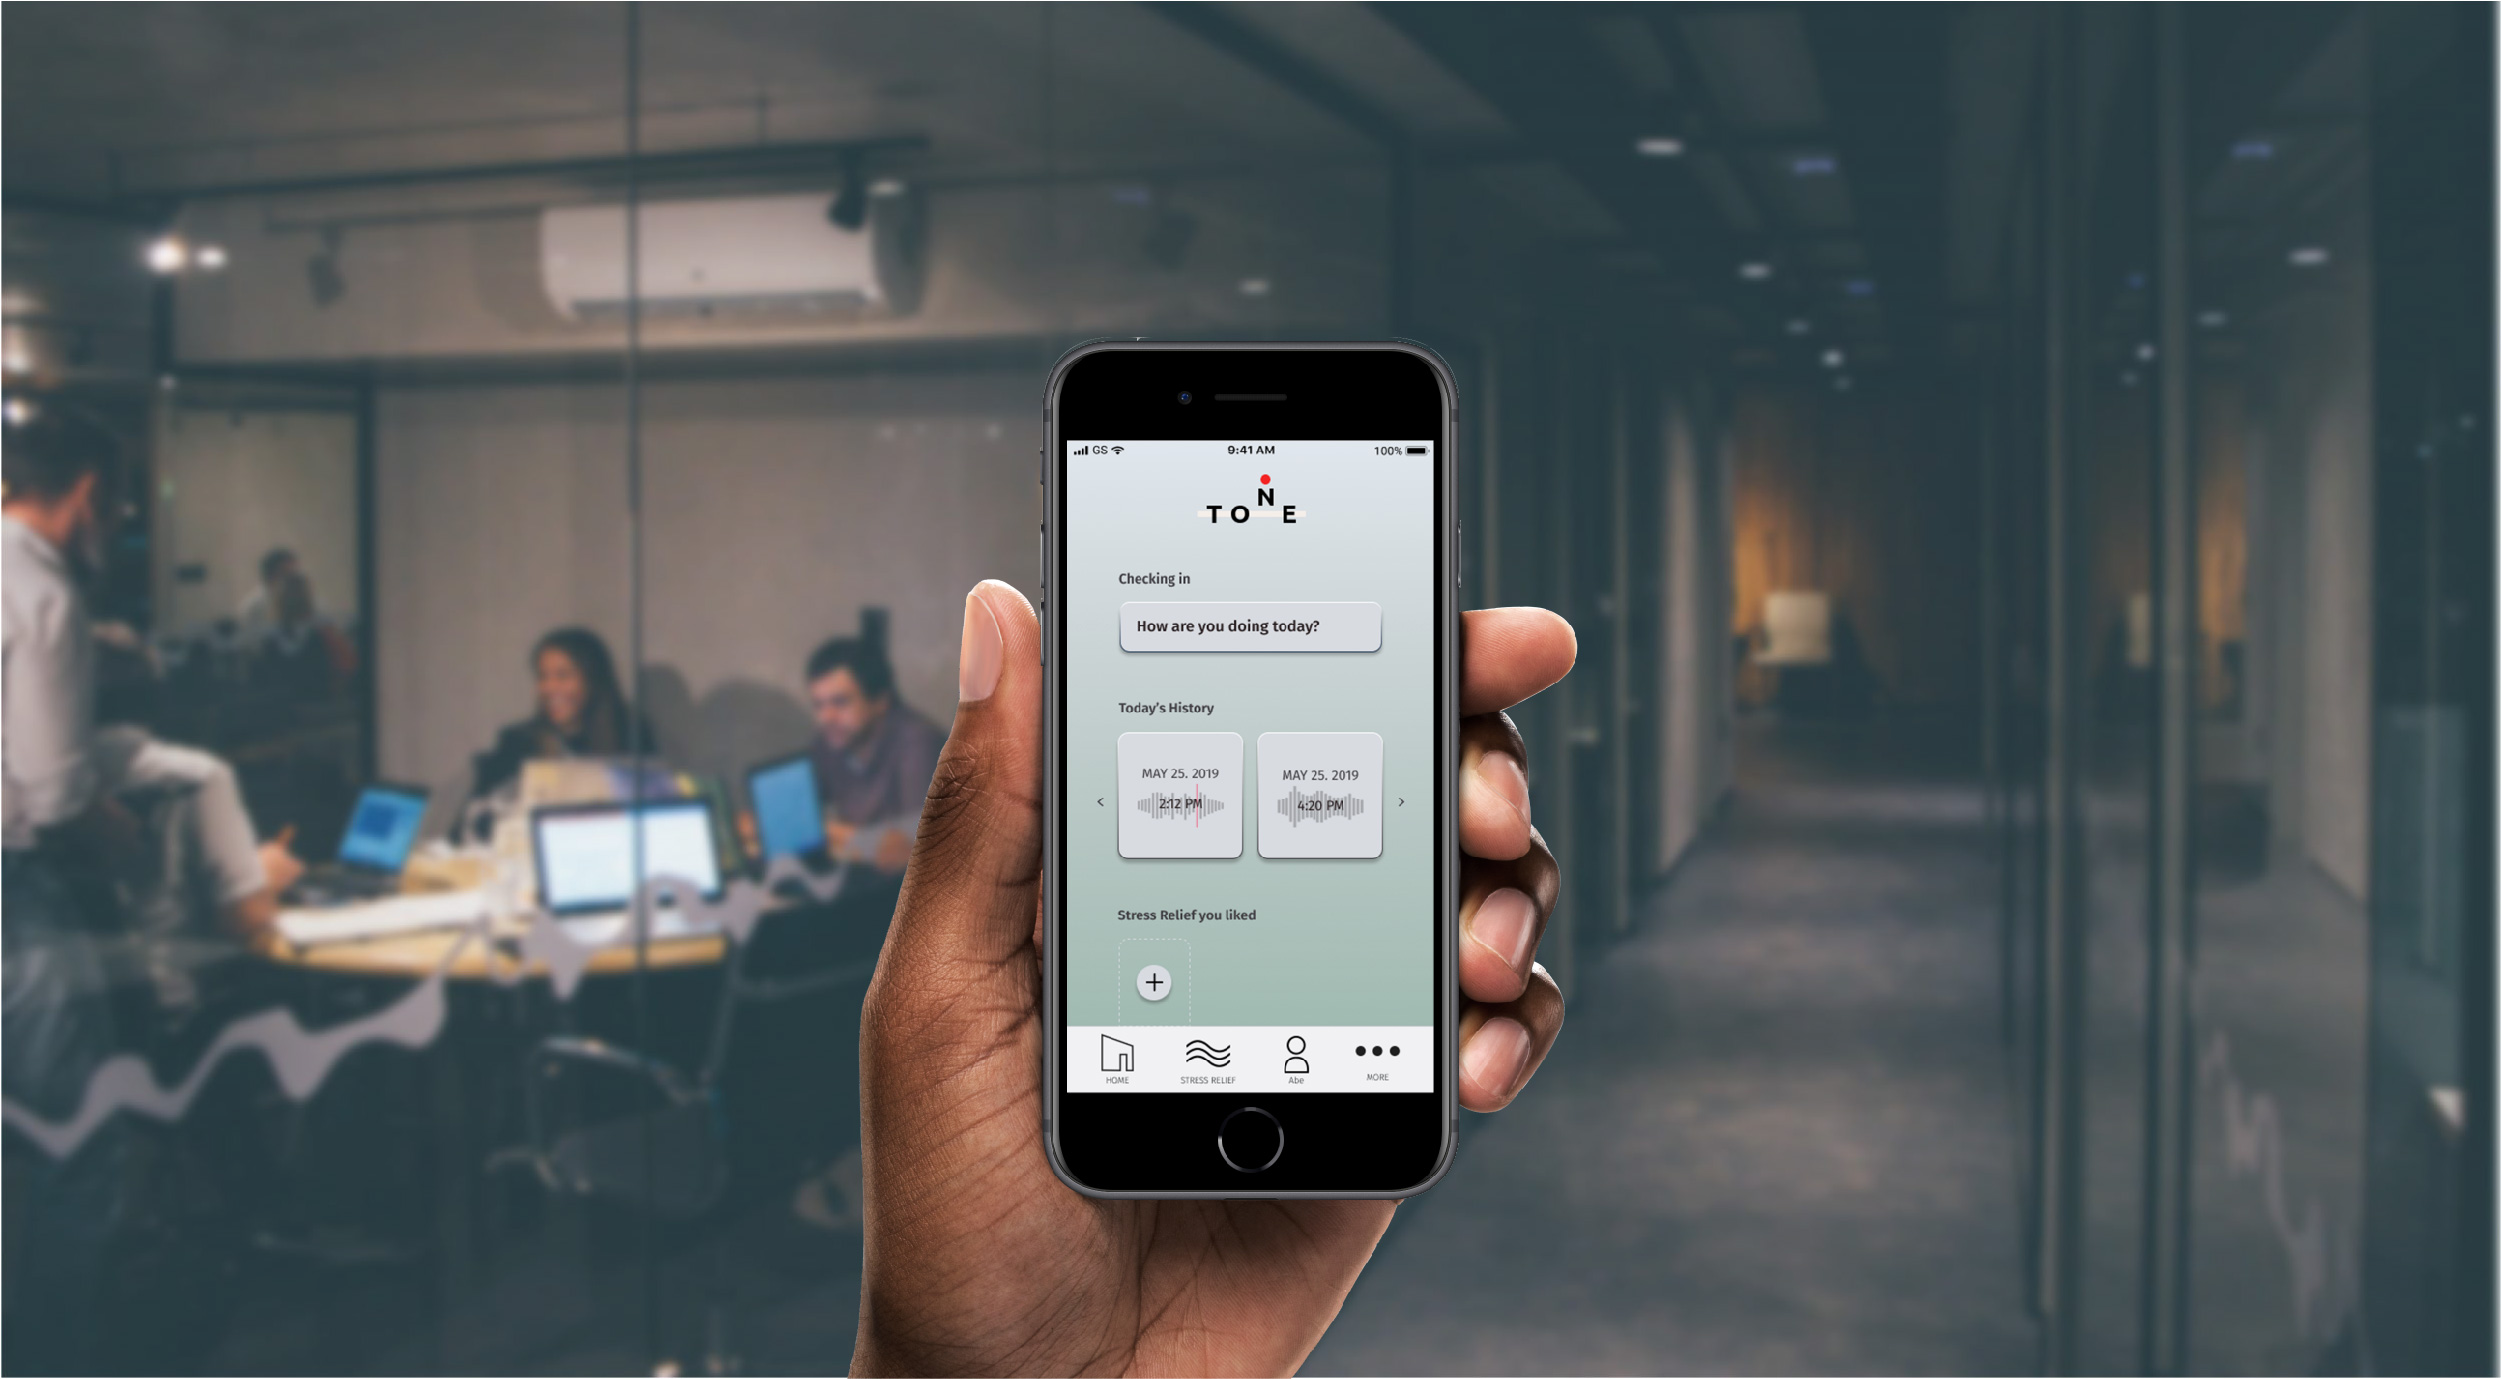 GS 9:41 AM 100%
TONE
Checking in
How are you doing today?
Today's History
MAY 25. 2019 MAY 25. 2019
2:12 PM 4:20 PM
< >
Stress Relief you liked
+
HOME STRESS RELIEF Abe MORE